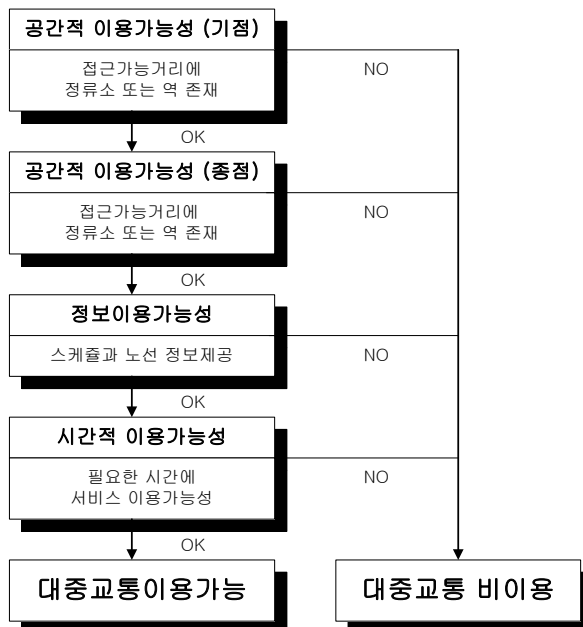 공간적 이용가능성 (기점)
접근가능거리에
정류소 또는 역 존재
NO
OK
공간적 이용가능성 (종점)
접근가능거리에
정류소 또는 역 존재
NO
OK
정보이용가능성
스케쥴과 노선 정보제공
NO
OK
시간적 이용가능성
필요한 시간에
서비스 이용가능성
NO
OK
대중교통이용가능
대중교통 비이용